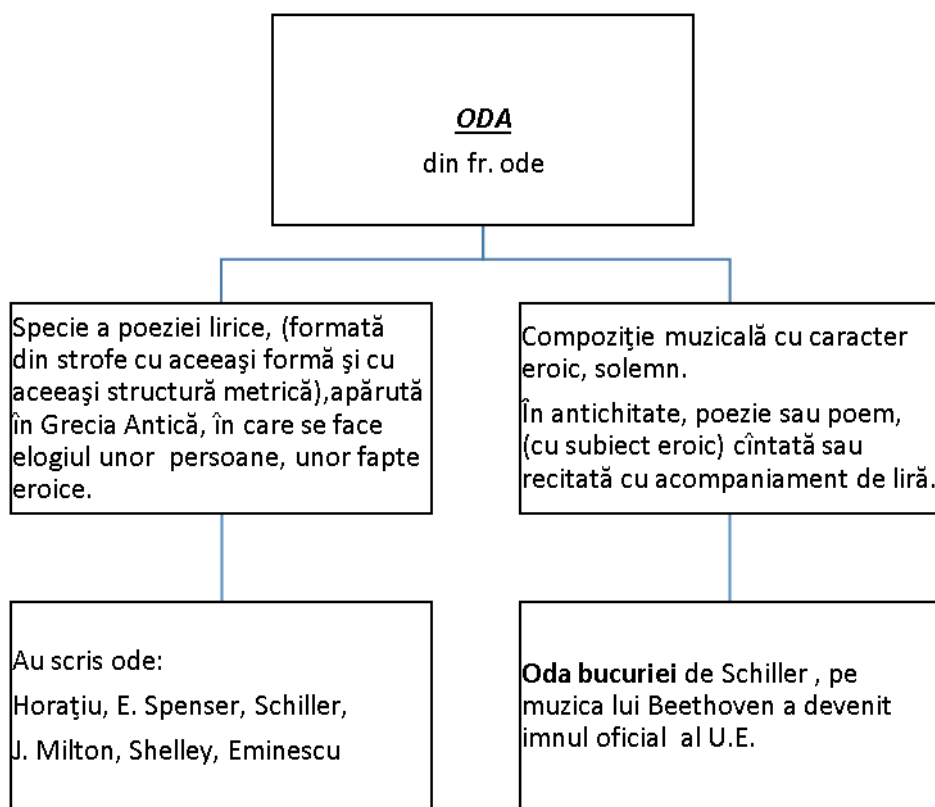 ODA
din fr. ode
Specie a poeziei lirice, (formată
din strofe cu aceeaşi formă şi cu
aceeaşi structură metrică),apărută
în Grecia Antică, în care se face
elogiul unor persoane, unor fapte
eroice.
Compoziție muzicală cu caracter
eroic, solemn.
În antichitate, poezie sau poem,
(cu subiect eroic) cîntată sau
recitată cu acompaniament de liră.
Au scris ode:
Horaţiu, E. Spenser, Schiller,
J. Milton, Shelley, Eminescu
Oda bucuriei de Schiller , pe
muzica lui Beethoven a devenit
imnul oficial al U.E.